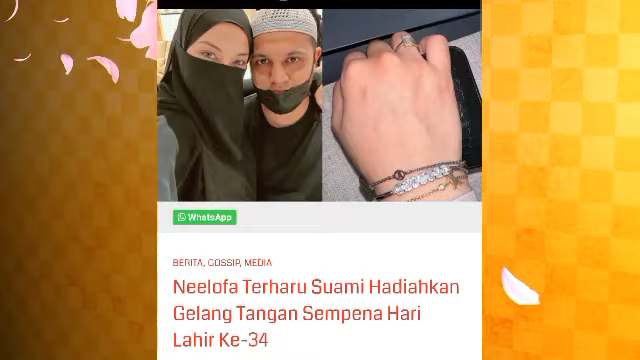 WhatsApp
BERITA, GOSSIP, MEDIA
Neelofa Terharu Suami Hadiahkan
Gelang Tangan Sempena Hari
Lahir Ke-34